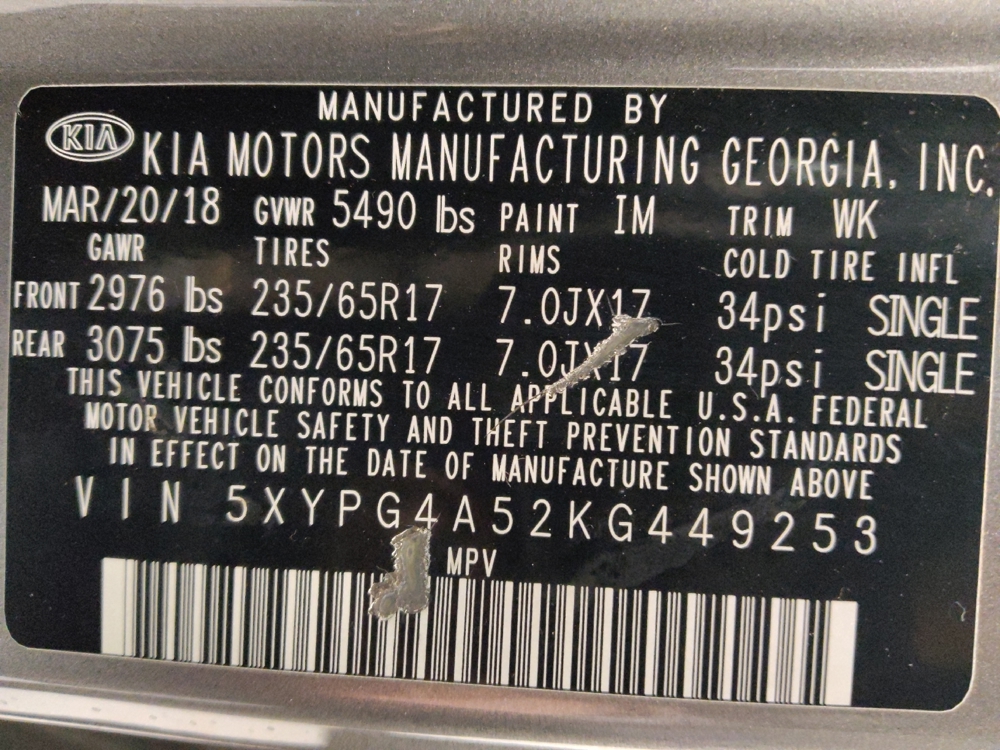 MANUFACTURED BY
KIA KIA MOTORS MANUFACTURING GEORGIA, INC.
MAR/20/18 GVWR 5490 lbs PAINT IM TRIM WK
GAWR TIRES RIMS COLD TIRE INFL
FRONT 2976 lbs 235/65R17 7.0JX17 34psi SINGLE
REAR 3075 lbs 235/65R17 7.0JX17 34psi SINGLE
THIS VEHICLE CONFORMS TO ALL APPLICABLE U.S.A. FEDERAL
MOTOR VEHICLE SAFETY AND THEFT PREVENTION STANDARDS
IN EFFECT ON THE DATE OF MANUFACTURE SHOWN ABOVE
VIN 5XYPG4A52KG449253
MPV